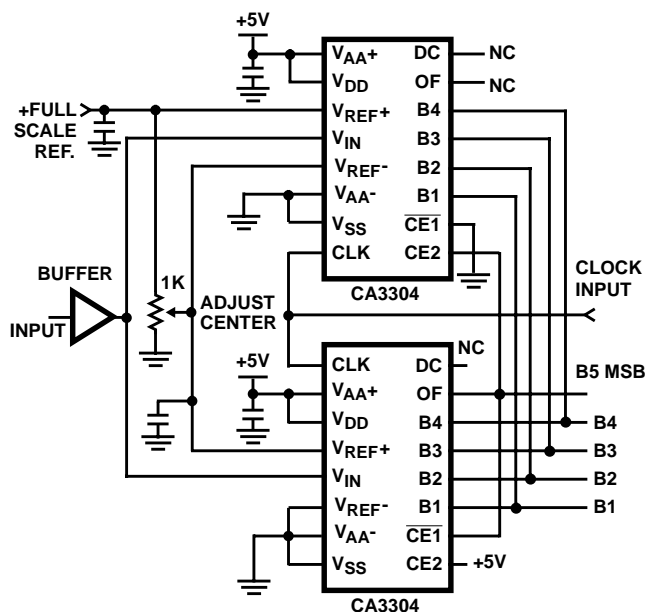 +5V
VAA+
DC
NC
VDD
OF
NC
+FULL
SCALE
REF.
VREF+
B4
VIN
B3
VREF-
B2
VAA-
B1
VSS
CE1
CLK
CE2
CA3304
BUFFER
INPUT
1K
ADJUST
CENTER
CLOCK
INPUT
CLK
DC
NC
+5V
VAA+
OF
B5 MSB
VDD
B4
B4
VREF+
B3
B3
VIN
B2
B2
VREF-
B1
B1
VAA-
CE1
VSS
CE2
+5V
CA3304